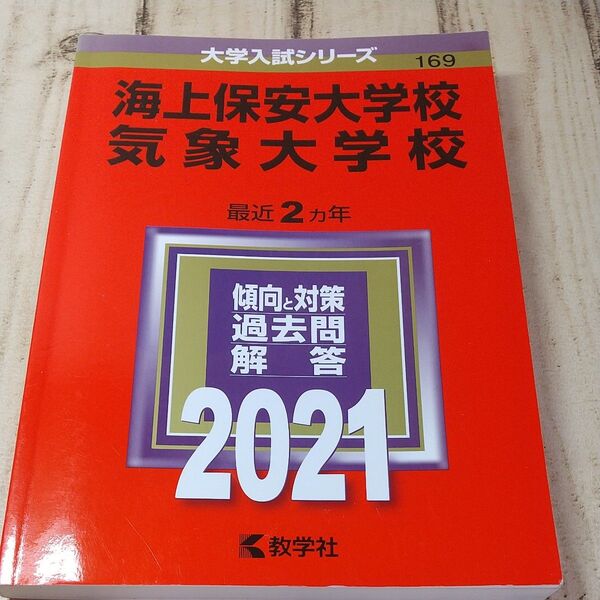 大学入試シリーズ
169
海上保安大学校
気象大学校
最近2ヵ年
傾向と対策
過去問
解答
2021
教学社